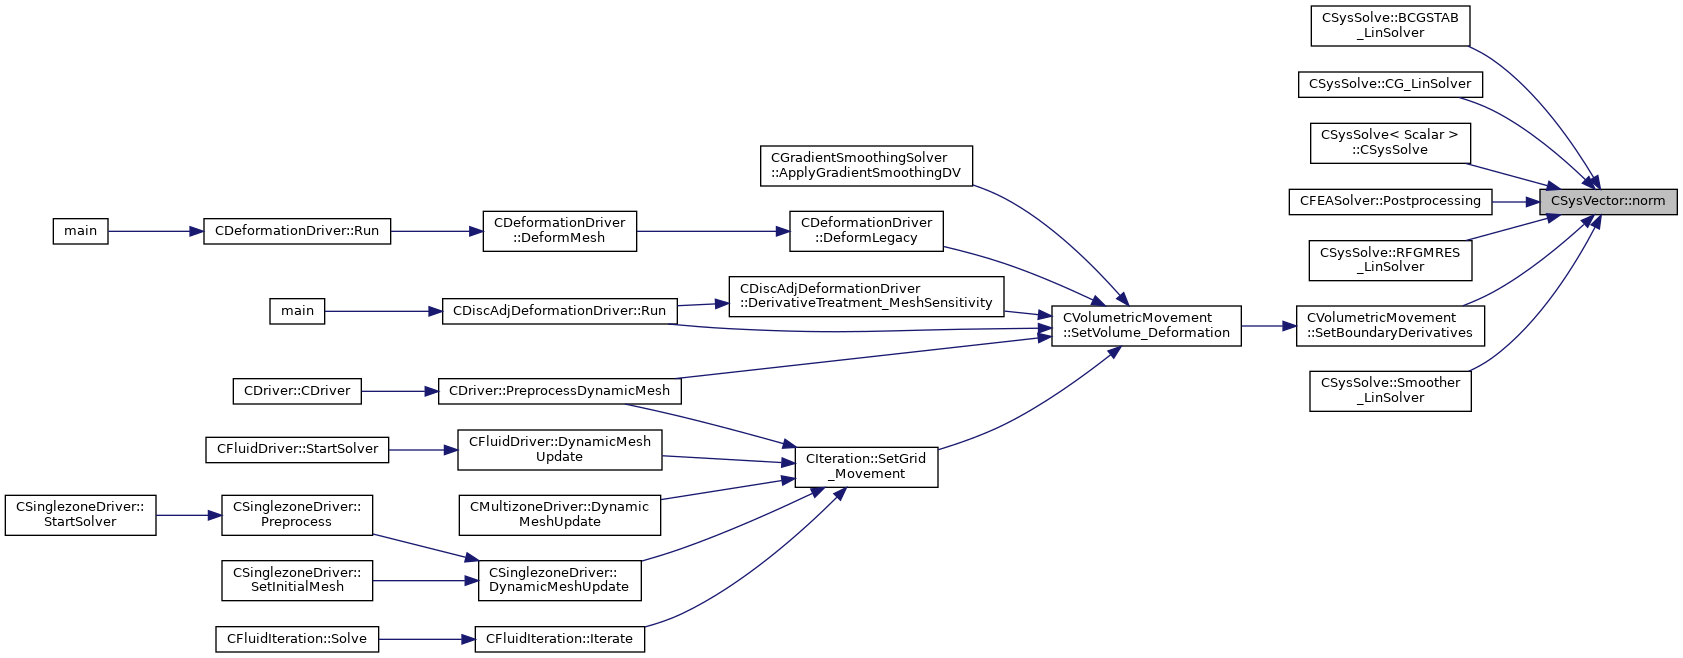 CSysSolve::BCGSTAB
_LinSolver
CSysSolve::CG_LinSolver
CSysSolve< Scalar >
::CSysSolve
CGradientSmoothingSolver
::ApplyGradientSmoothingDV
CFEASolver::Postprocessing
CSysVector::norm
main
CDeformationDriver::Run
CDeformationDriver
::DeformMesh
CDeformationDriver
::DeformLegacy
CSysSolve::RFGMRES
_LinSolver
main
CDiscAdjDeformationDriver::Run
CDiscAdjDeformationDriver
::DerivativeTreatment_MeshSensitivity
CVolumetricMovement
::SetVolume_Deformation
CVolumetricMovement
::SetBoundaryDerivatives
CDriver::CDriver
CDriver::PreprocessDynamicMesh
CSysSolve::Smoother
_LinSolver
CFluidDriver::StartSolver
CFluidDriver::DynamicMesh
Update
CIteration::SetGrid
_Movement
CSinglezoneDriver::
StartSolver
CSinglezoneDriver::
Preprocess
CMultizoneDriver::Dynamic
MeshUpdate
CSinglezoneDriver::
SetInitialMesh
CSinglezoneDriver::
DynamicMeshUpdate
CFluidIteration::Solve
CFluidIteration::Iterate